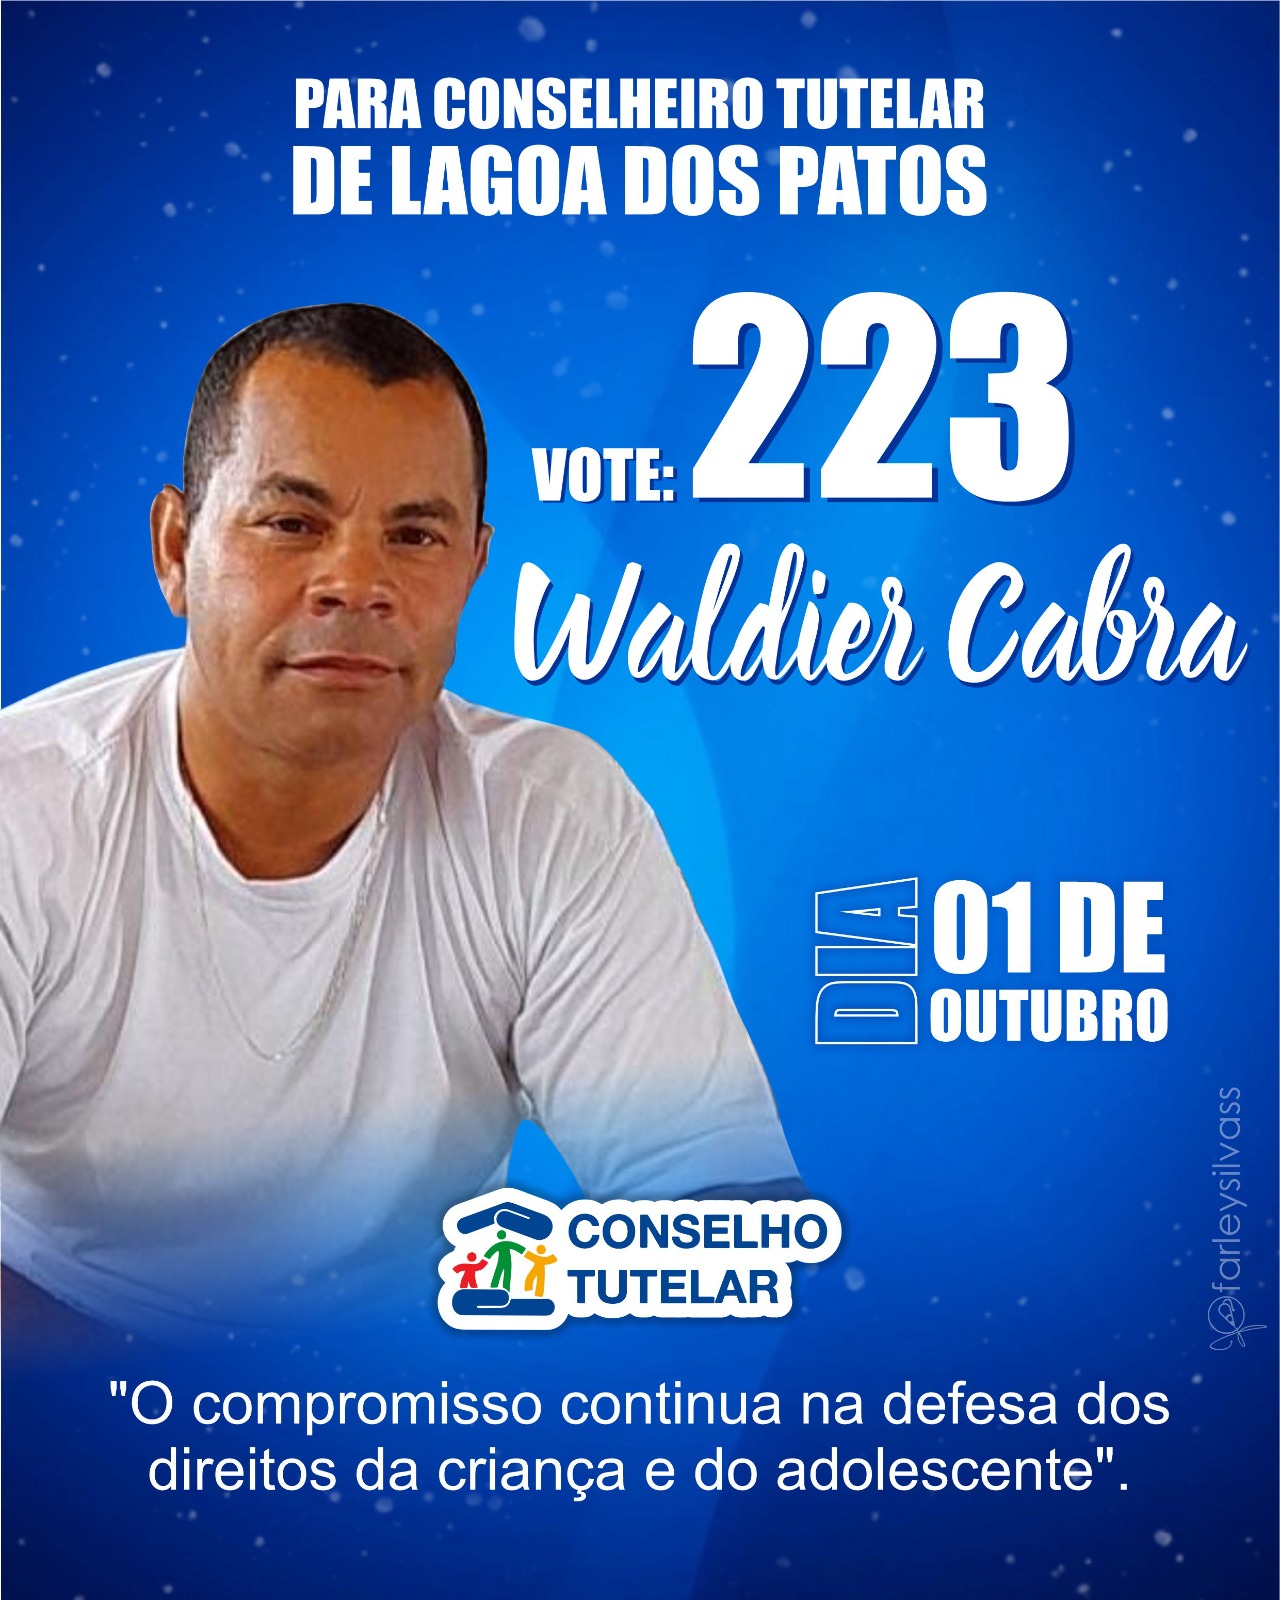 PARA CONSELHEIRO TUTELAR
DE LAGOA DOS PATOS
VOTE: 223
Waldier Cabra
DIA 01 DE
OUTUBRO
farleysilvass
CONSELHO
TUTELAR
"O compromisso continua na defesa dos
direitos da criança e do adolescente".